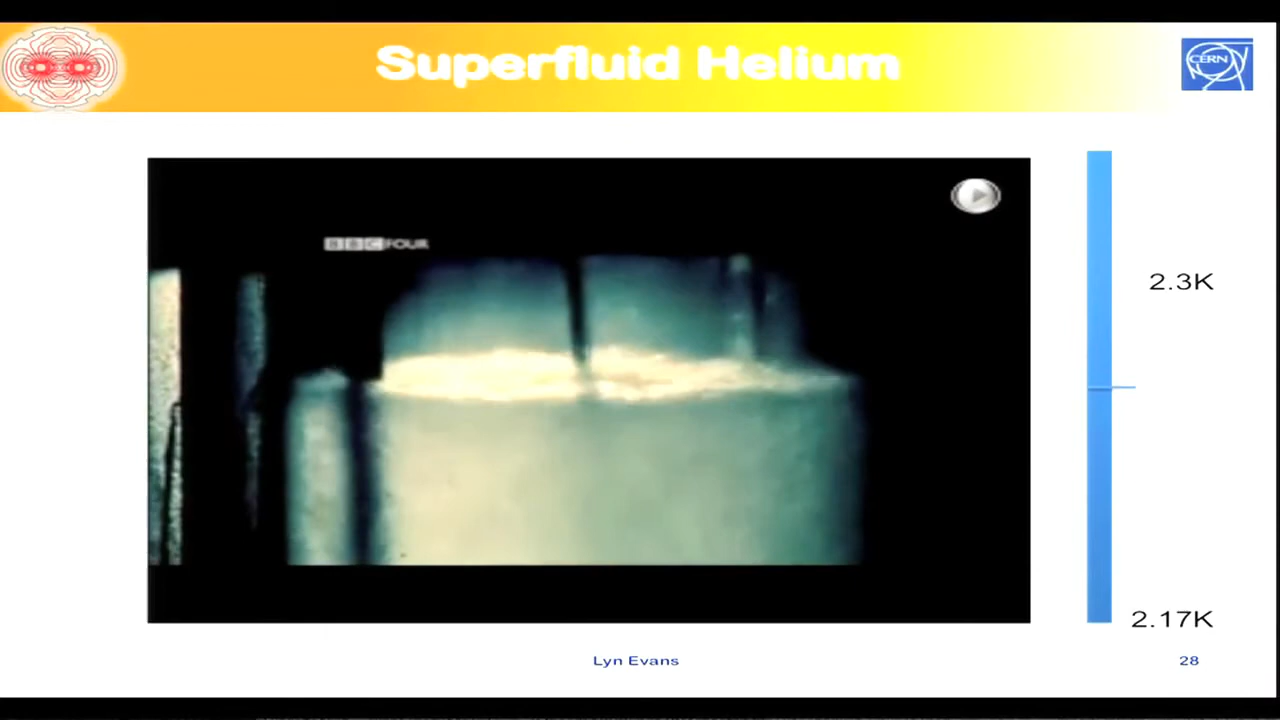 Superfluid Helium
CERN
BBC FOUR
2.3K
2.17K
Lyn Evans
28